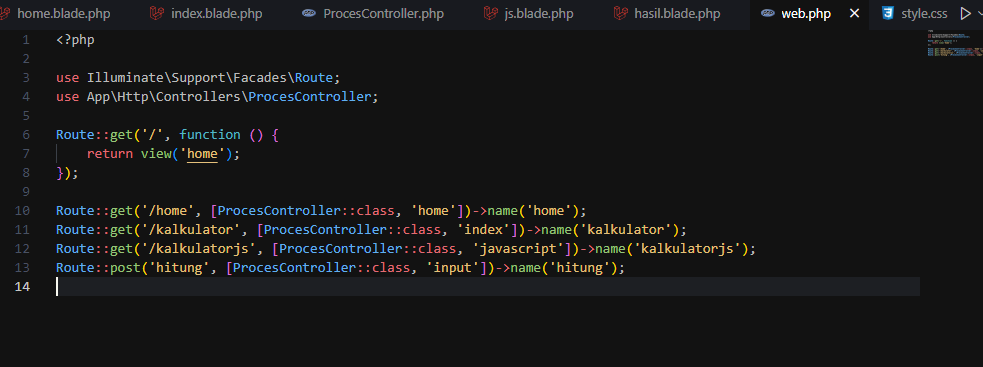 home.blade.php index.blade.php ProcesController.php js.blade.php hasil.blade.php web.php style.css
1 <?php
2
3 use Illuminate\Support\Facades\Route;
4 use App\Http\Controllers\ProcesController;
5
6 Route::get('/', function () {
7 return view('home');
8 });
9
10 Route::get('/home', [ProcesController::class, 'home'])->name('home');
11 Route::get('/kalkulator', [ProcesController::class, 'index'])->name('kalkulator');
12 Route::get('/kalkulatorjs', [ProcesController::class, 'javascript'])->name('kalkulatorjs');
13 Route::post('hitung', [ProcesController::class, 'input'])->name('hitung');
14